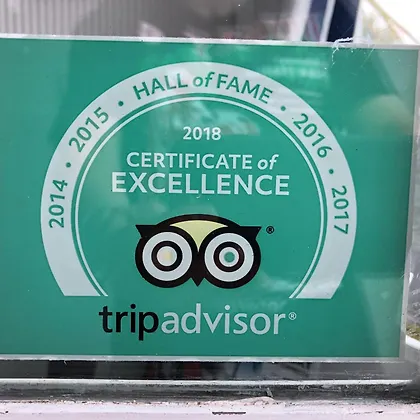 2014 • 2015 • HALL of FAME • 2016 • 2017
2018
CERTIFICATE of
EXCELLENCE
®
tripadvisor®